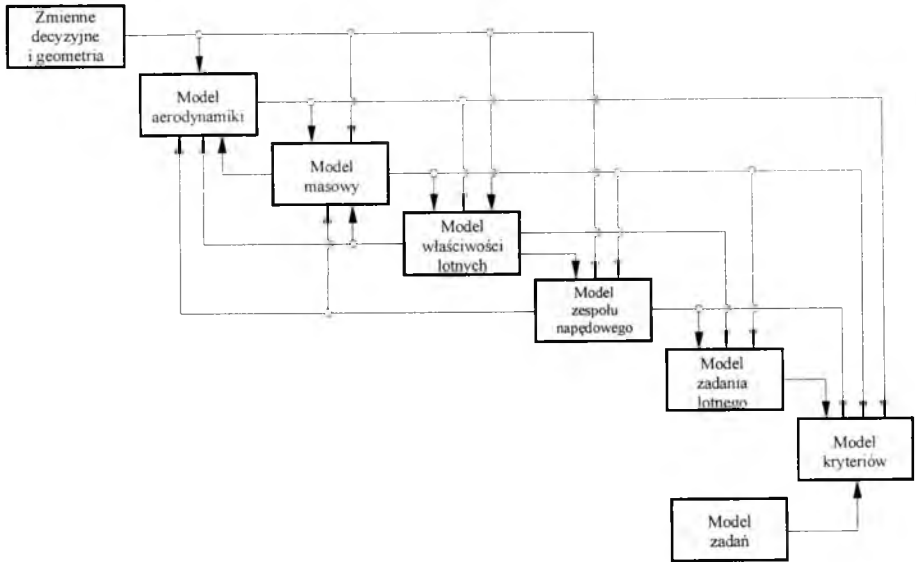 Zmienne
decyzyjne
i geometria
Model
aerodynamiki
Model
masowy
Model
właściwości
lotnych
Model
zespołu
napędowego
Model
zadania
lotnego
Model
kryteriów
Model
zadań